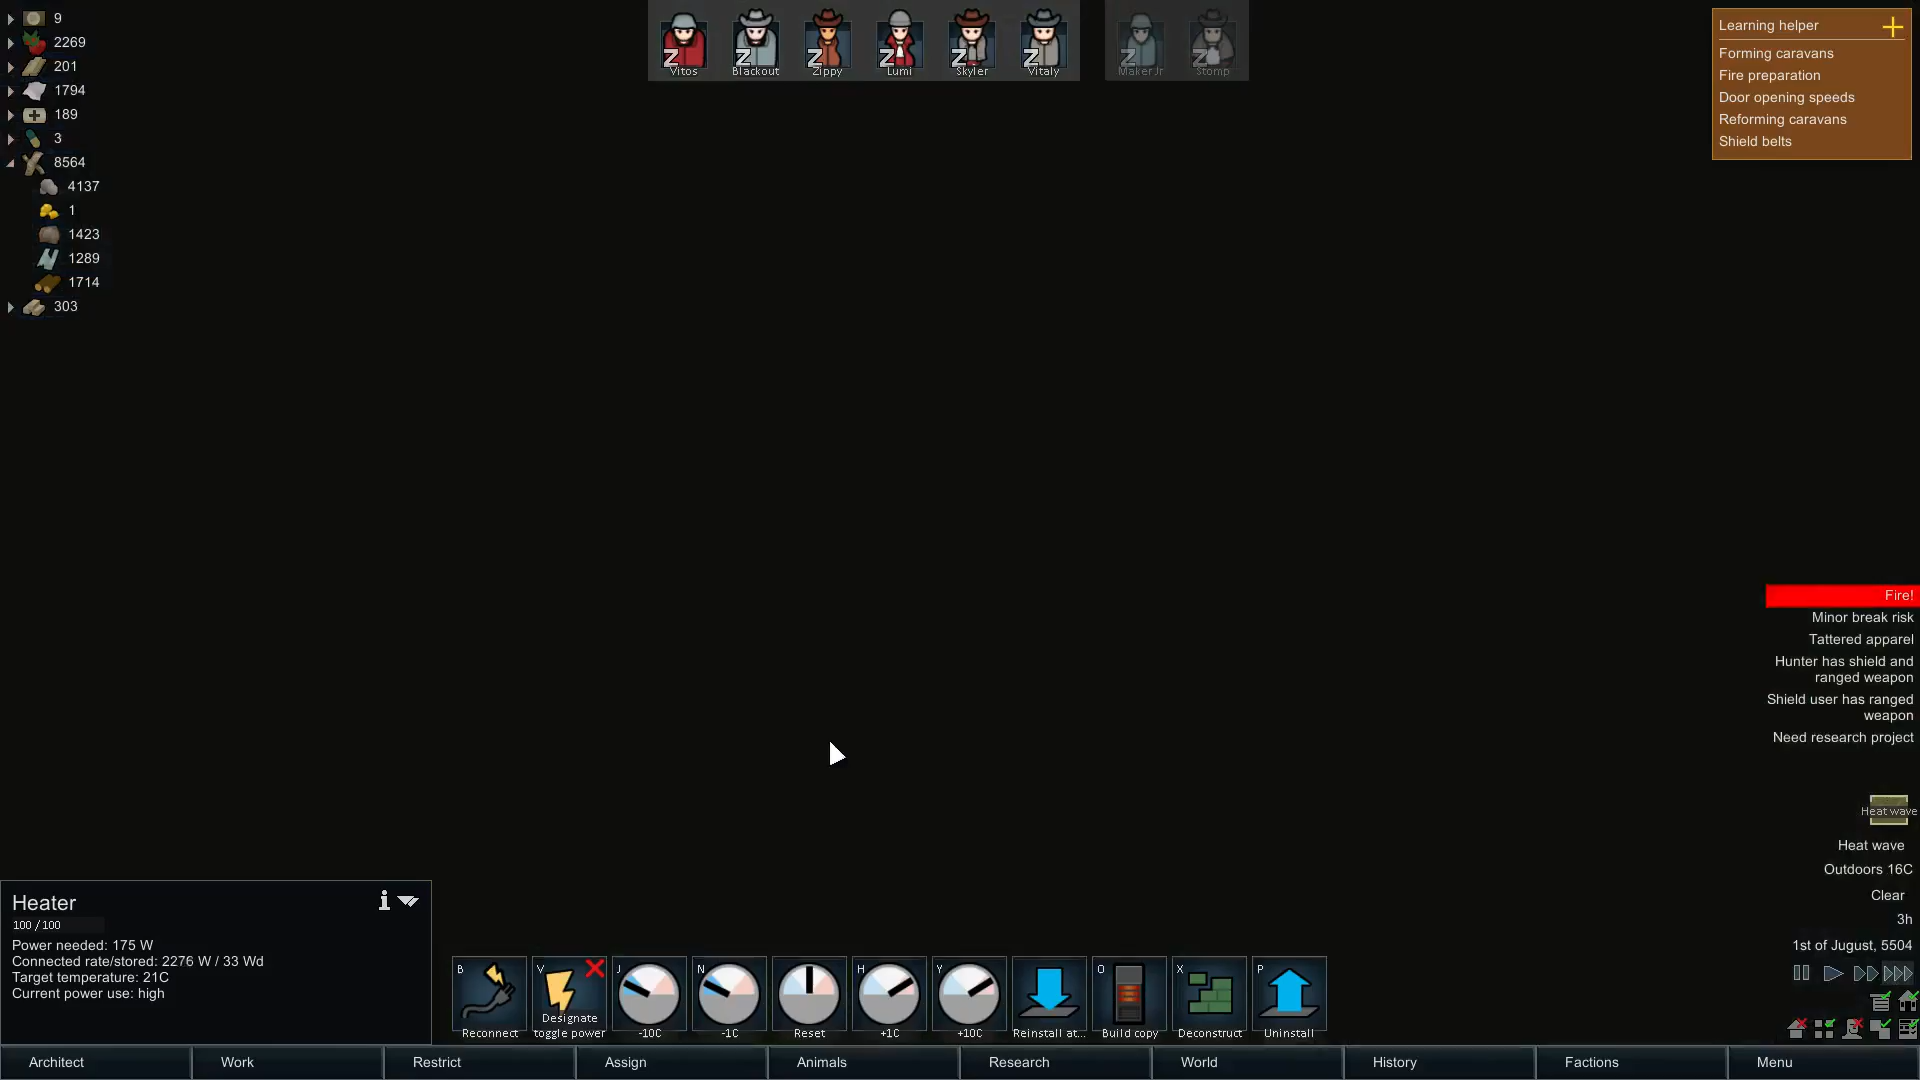 9
2269
201
1794
189
3
8564
4137
1
1423
1289
1714
303
Vitos
Blackout
Zippy
Lumi
Skyler
Vitaly
MakerJr
Stomp
Learning helper
Forming caravans
Fire preparation
Door opening speeds
Reforming caravans
Shield belts
Fire!
Minor break risk
Tattered apparel
Hunter has shield and
ranged weapon
Shield user has ranged
weapon
Need research project
Heat wave
Heat wave
Outdoors 16C
Clear
3h
1st of Jugust, 5504
Heater
100 / 100
Power needed: 175 W
Connected rate/stored: 2276 W / 33 Wd
Target temperature: 21C
Current power use: high
B
Reconnect
V
Designate
toggle power
J
-10C
N
-1C
Reset
H
+1C
Y
+10C
Reinstall at...
O
Build copy
X
Deconstruct
P
Uninstall
Architect
Work
Restrict
Assign
Animals
Research
World
History
Factions
Menu